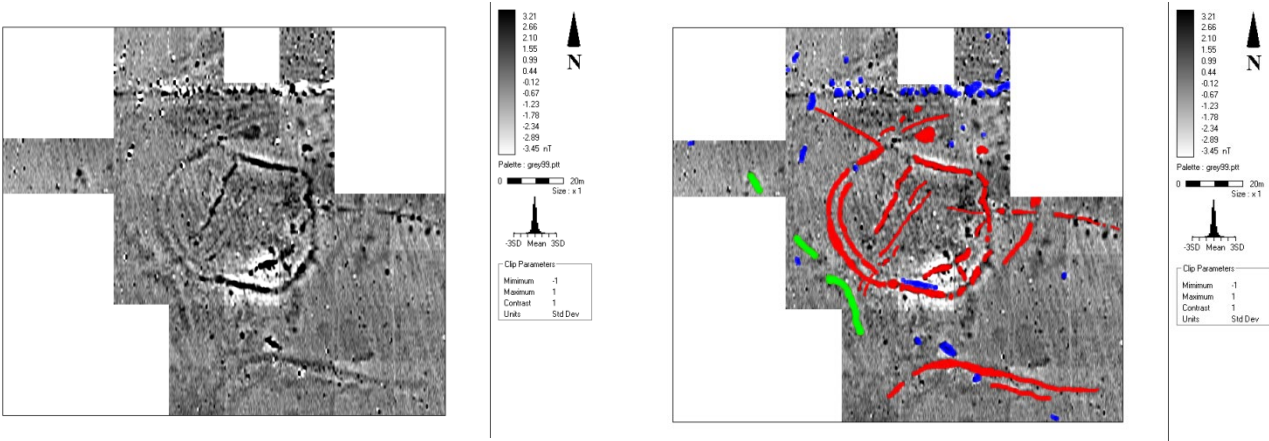 3.21
2.66
2.10
1.55
0.99
0.44
-0.12
-0.67
-1.23
-1.78
-2.34
-2.89
-3.45 nT
N
Palette : grey99.ptt
0 20m
Size : x 1
-3SD Mean 3SD
Clip Parameters
Mimimum -1
Maximum 1
Contrast 1
Units Std Dev
3.21
2.66
2.10
1.55
0.99
0.44
-0.12
-0.67
-1.23
-1.78
-2.34
-2.89
-3.45 nT
N
Palette : grey99.ptt
0 20m
Size : x 1
-3SD Mean 3SD
Clip Parameters
Mimimum -1
Maximum 1
Contrast 1
Units Std Dev